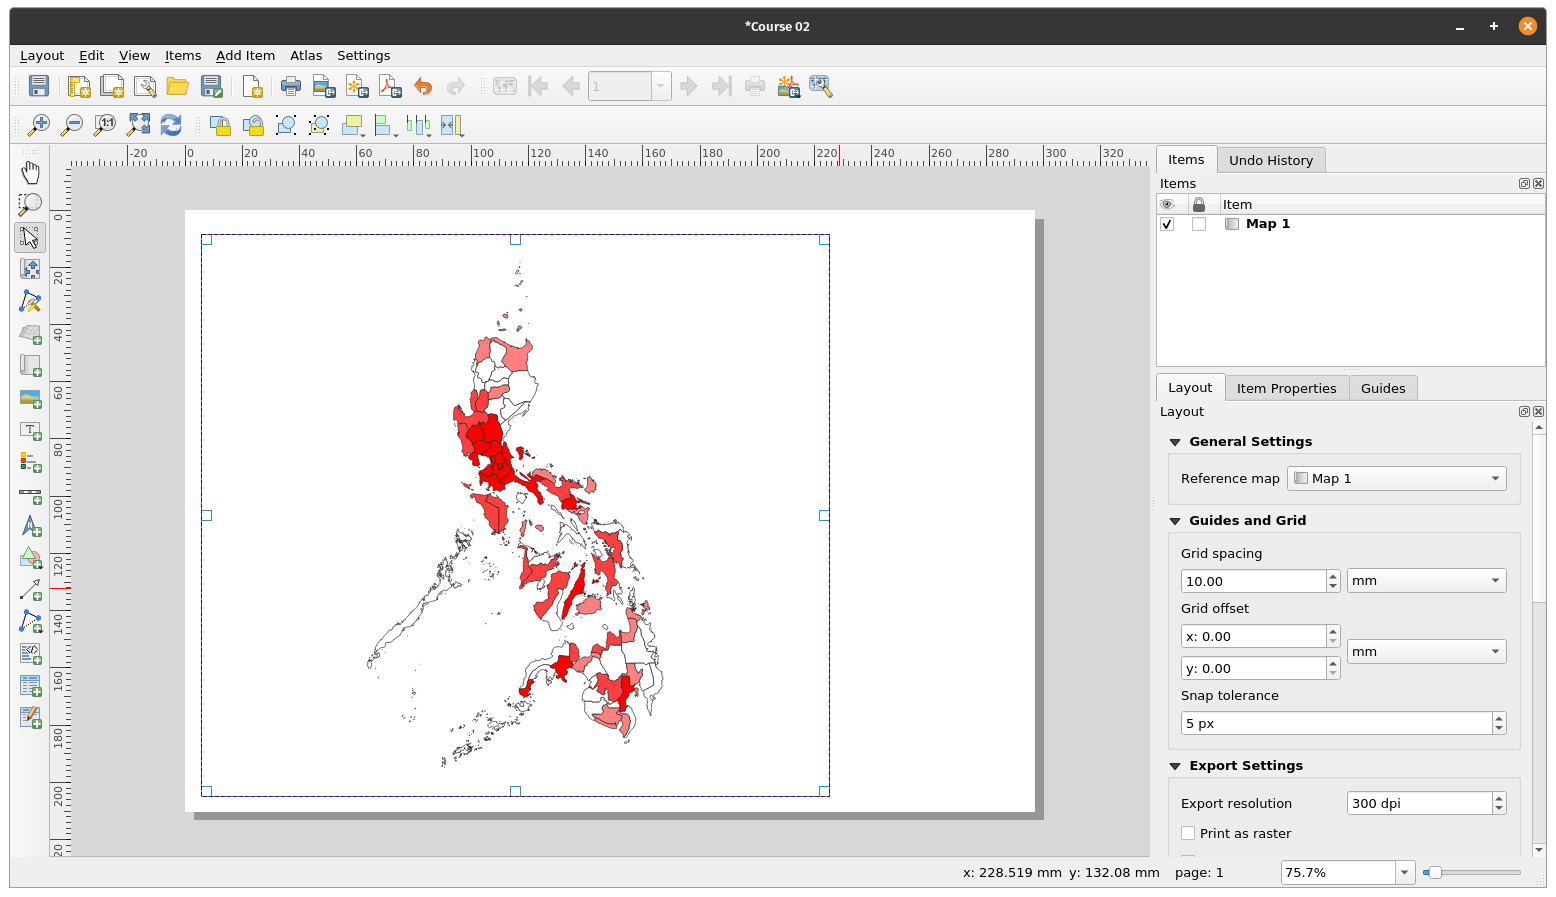 *Course 02
Layout Edit View Items Add Item Atlas Settings
1
1:1
-20 0 20 40 60 80 100 120 140 160 180 200 220 240 260 280 300 320
0
20
40
60
80
100
120
140
160
180
200
20
T
Items Undo History
Items
Item
Map 1
Layout Item Properties Guides
Layout
General Settings
Reference map Map 1
Guides and Grid
Grid spacing
10.00 mm
Grid offset
x: 0.00
mm
y: 0.00
Snap tolerance
5 px
Export Settings
Export resolution 300 dpi
Print as raster
x: 228.519 mm y: 132.08 mm page: 1 75.7%